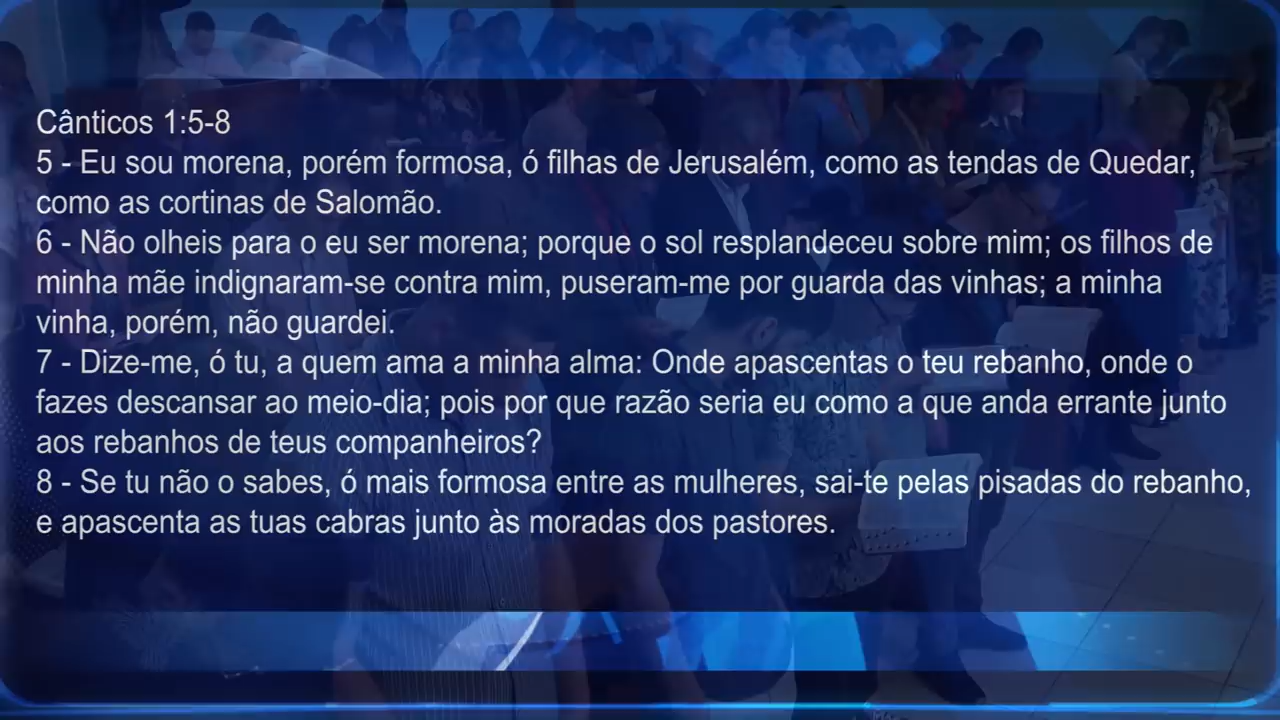 Cânticos 1:5-8
5 - Eu sou morena, porém formosa, ó filhas de Jerusalém, como as tendas de Quedar,
como as cortinas de Salomão.
6 - Não olheis para o eu ser morena; porque o sol resplandeceu sobre mim; os filhos de
minha mãe indignaram-se contra mim, puseram-me por guarda das vinhas; a minha
vinha, porém, não guardei.
7 - Dize-me, ó tu, a quem ama a minha alma: Onde apascentas o teu rebanho, onde o
fazes descansar ao meio-dia; pois por que razão seria eu como a que anda errante junto
aos rebanhos de teus companheiros?
8 - Se tu não o sabes, ó mais formosa entre as mulheres, sai-te pelas pisadas do rebanho,
e apascenta as tuas cabras junto às moradas dos pastores.